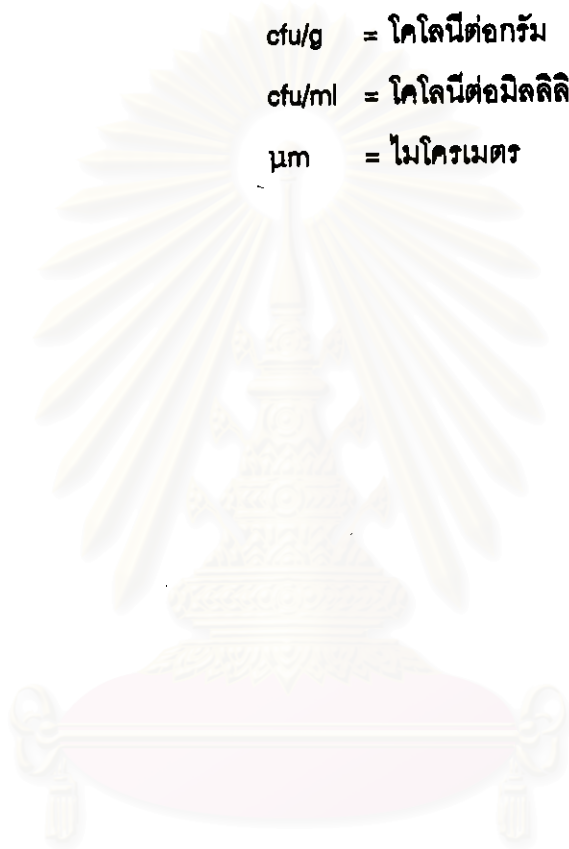 cfu/g = โคโลนีต่อกรัม
cfu/ml = โคโลนีต่อมิลลิลิ
µm = ไมโครเมตร